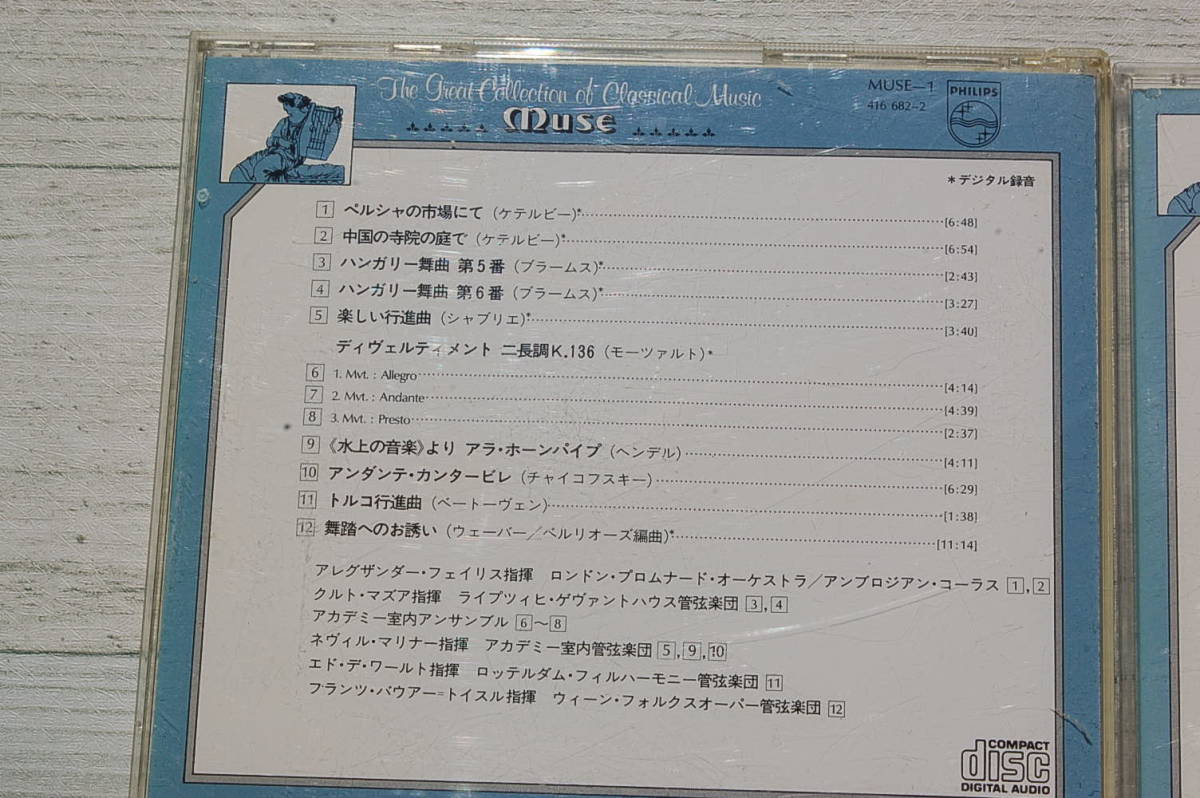 The Great Collection of Classical Music
Muse
MUSE-1
416 682-2
PHILIPS
*デジタル録音
1 ペルシャの市場にて (ケテルビー)* [6:48]
2 中国の寺院の庭で (ケテルビー)* [6:54]
3 ハンガリー舞曲 第5番 (ブラームス)* [2:43]
4 ハンガリー舞曲 第6番 (ブラームス)* [3:27]
5 楽しい行進曲 (シャブリエ)* [3:40]
ディヴェルティメント ニ長調K.136 (モーツァルト)*
6 1. Mvt. : Allegro [4:14]
7 2. Mvt. : Andante [4:39]
8 3. Mvt. : Presto [2:37]
9 《水上の音楽》より アラ・ホーンパイプ (ヘンデル) [4:11]
10 アンダンテ・カンタービレ (チャイコフスキー) [6:29]
11 トルコ行進曲 (ベートーヴェン) [1:38]
12 舞踏へのお誘い (ウェーバー／ベルリオーズ編曲)* [11:14]
アレグザンダー・フェイリス指揮 ロンドン・プロムナード・オーケストラ／アンブロジアン・コーラス 1, 2
クルト・マズア指揮 ライプツィヒ・ゲヴァントハウス管弦楽団 3, 4
アカデミー室内アンサンブル 6〜8
ネヴィル・マリナー指揮 アカデミー室内管弦楽団 5, 9, 10
エド・デ・ワールト指揮 ロッテルダム・フィルハーモニー管弦楽団 11
フランツ・バウアー=トイスル指揮 ウィーン・フォルクスオーパー管弦楽団 12
COMPACT
disc
DIGITAL AUDIO